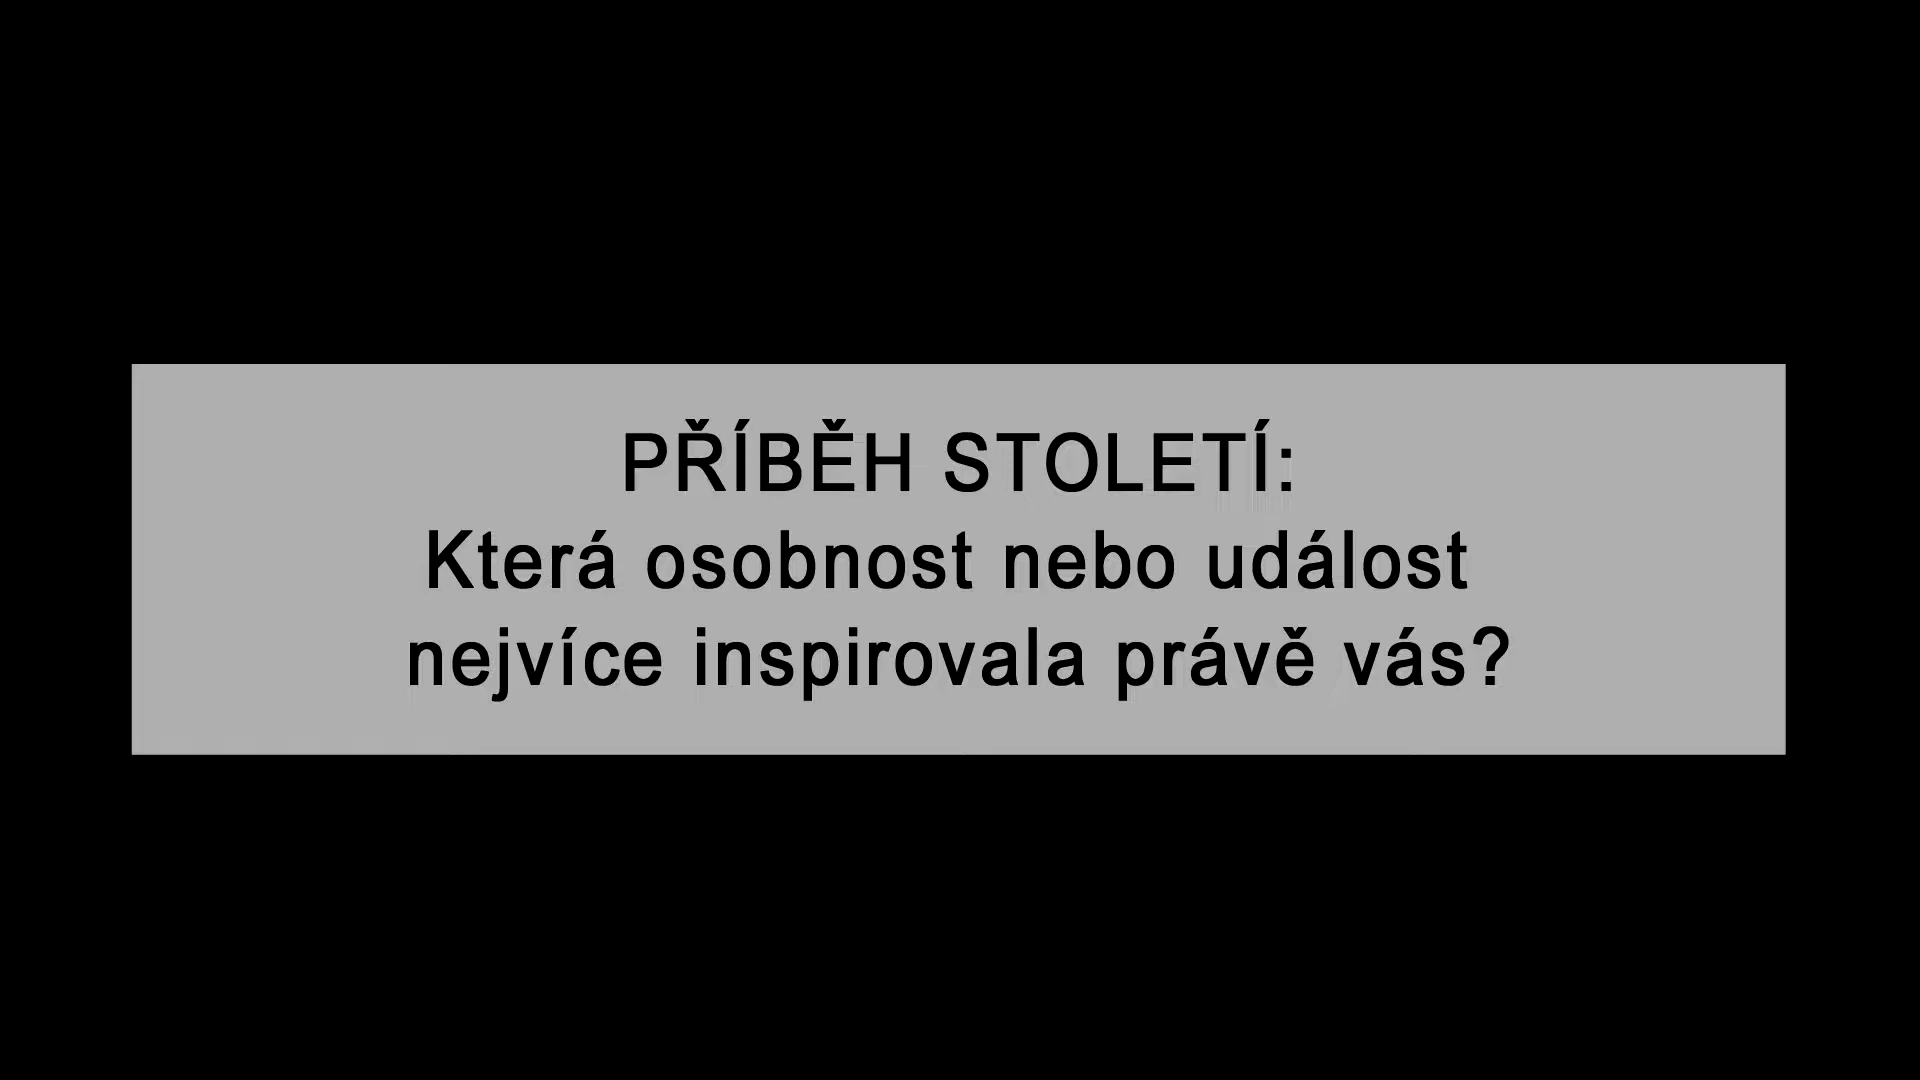 PŘÍBĚH STOLETÍ:
Která osobnost nebo událost
nejvíce inspirovala právě vás?